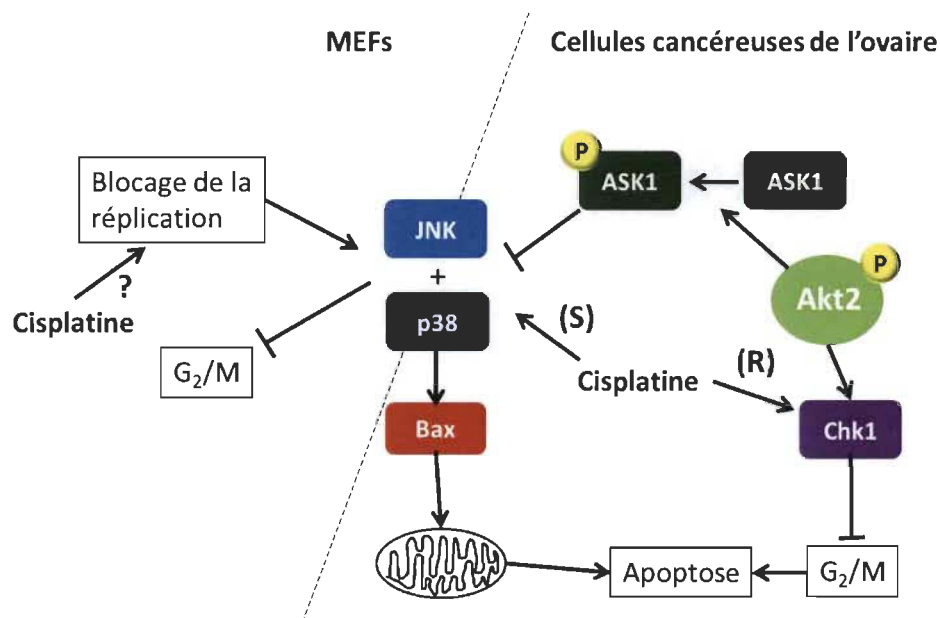 MEFs
Cellules cancéreuses de l'ovaire
P
ASK1
ASK1
Blocage de la
réplication
JNK
P
Akt2
?
Cisplatine
+
p38
(S)
(R)
G₂/M
Cisplatine
Bax
Chk1
Apoptose
G₂/M